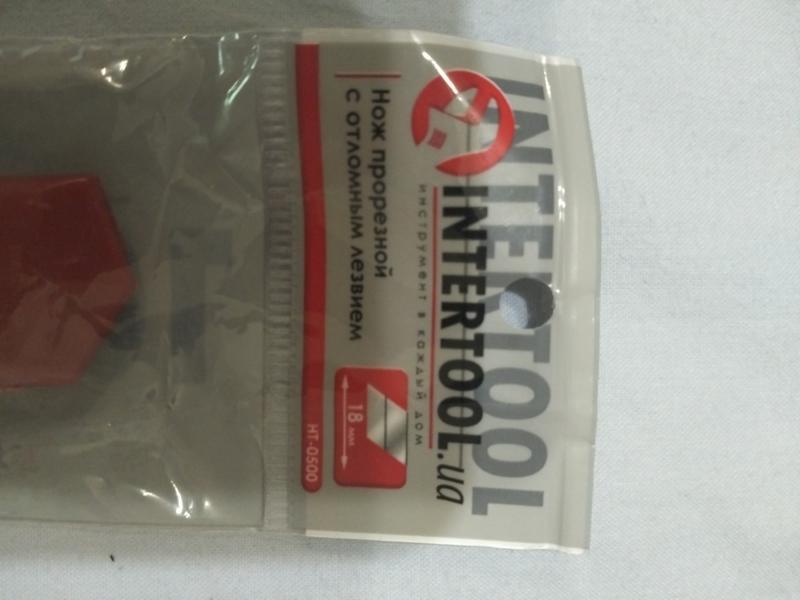 INTERTOOL
INTERTOOL.ua
инструмент в каждый дом
Нож прорезной
с отломным лезвием
18 мм
HT-0500